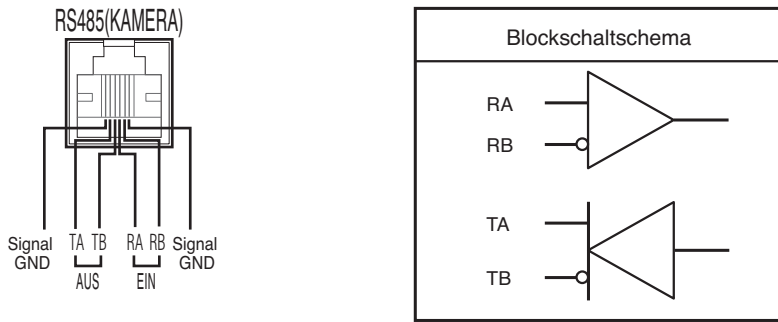 RS485(KAMERA)
Signal GND
TA TB
AUS
RA RB
EIN
Signal GND
Blockschaltschema
RA
RB
TA
TB